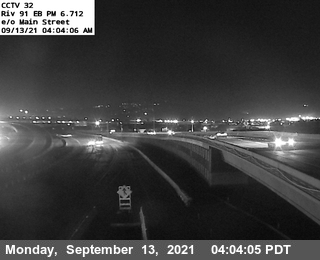 CCTV 32
Riv 91 EB PM 6.712
e/o Main Street
09/13/21 04:04:06 AM
Monday, September 13, 2021 04:04:05 PDT